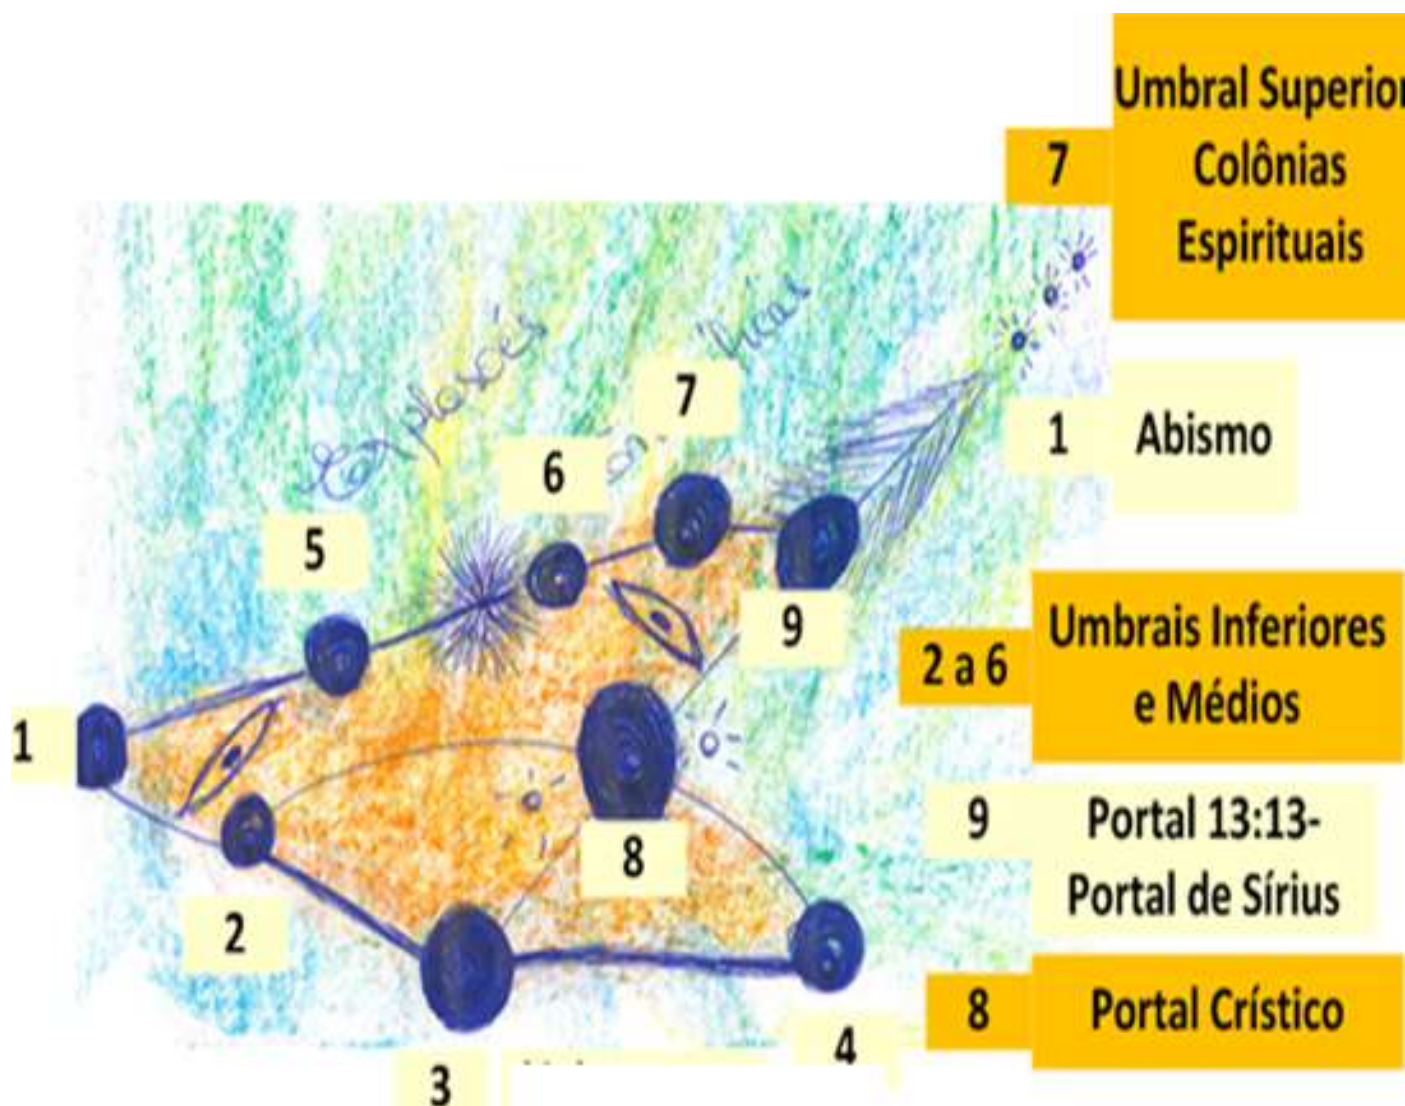 7
Umbral Superior
Colônias
Espirituais
Explosões
7
1
Abismo
6
5
2 a 6
Umbrais Inferiores
e Médios
9
1
9
Portal 13:13-
Portal de Sírius
8
2
8
Portal Crístico
4
3